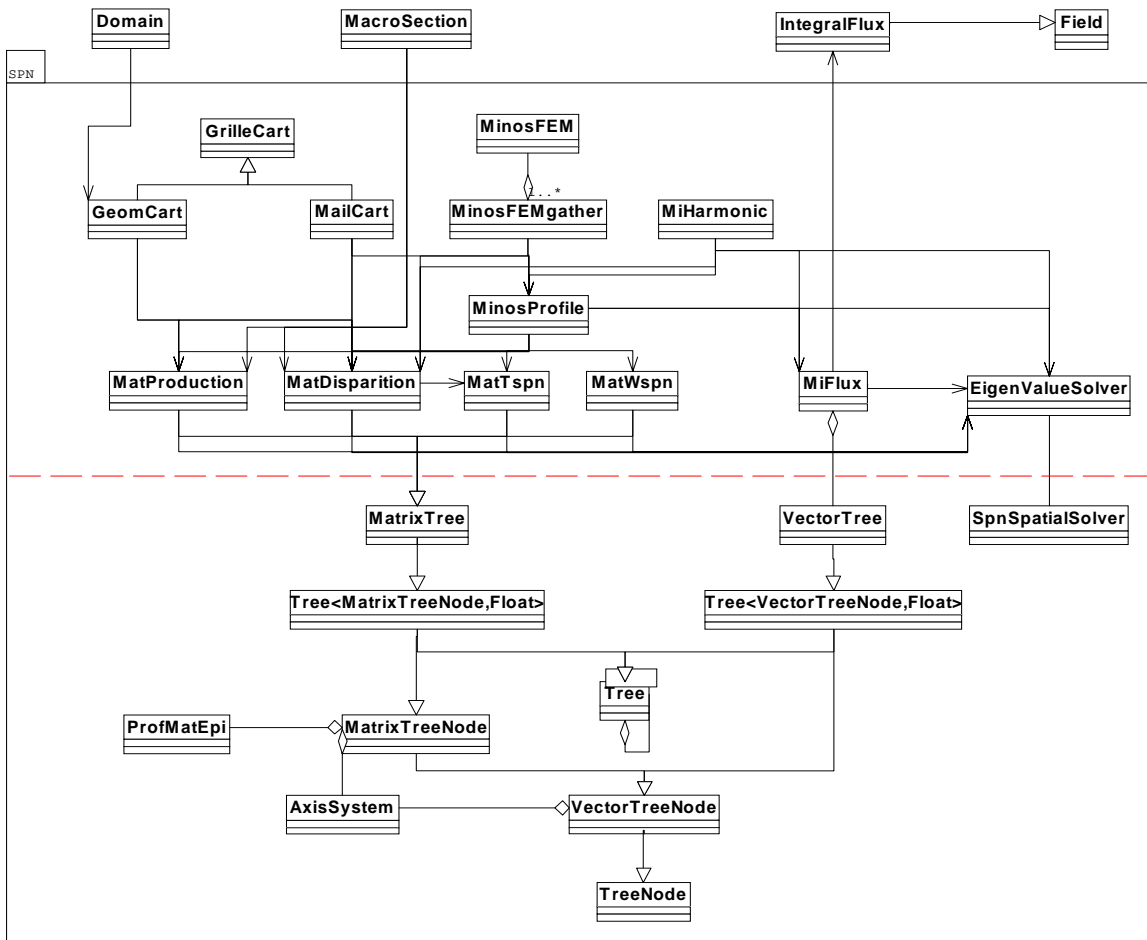 Domain
MacroSection
IntegralFlux
Field
SPN
GrilleCart
MinosFEM
1..*
GeomCart
MailCart
MinosFEMgather
MiHarmonic
MinosProfile
MatProduction
MatDisparition
MatTspn
MatWspn
MiFlux
EigenValueSolver
MatrixTree
VectorTree
SpnSpatialSolver
Tree<MatrixTreeNode,Float>
Tree<VectorTreeNode,Float>
Tree
ProfMatEpi
MatrixTreeNode
AxisSystem
VectorTreeNode
TreeNode